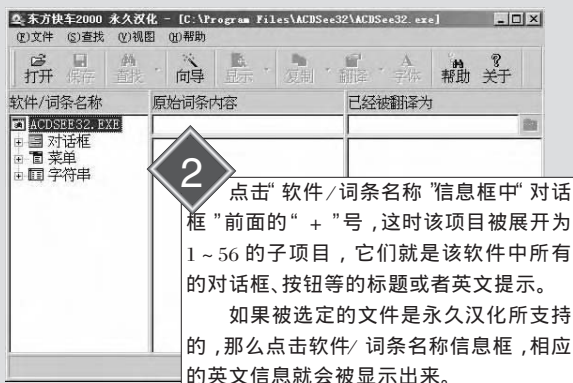 东方快车2000 永久汉化 - [C:\Program Files\ACDSee32\ACDSee32.exe]
(F)文件 (S)查找 (V)视图 (H)帮助
打开 保存 查找 向导 显示 复制 翻译 字体 帮助 关于
软件/词条名称 原始词条内容 已经被翻译为
ACDSEE32.EXE
对话框
菜单
字符串
2
点击“软件/词条名称”信息框中“对话
框”前面的“+”号,这时该项目被展开为
1~56的子项目,它们就是该软件中所有
的对话框、按钮等的标题或者英文提示。
如果被选定的文件是永久汉化所支持
的,那么点击软件/词条名称信息框,相应
的英文信息就会被显示出来。